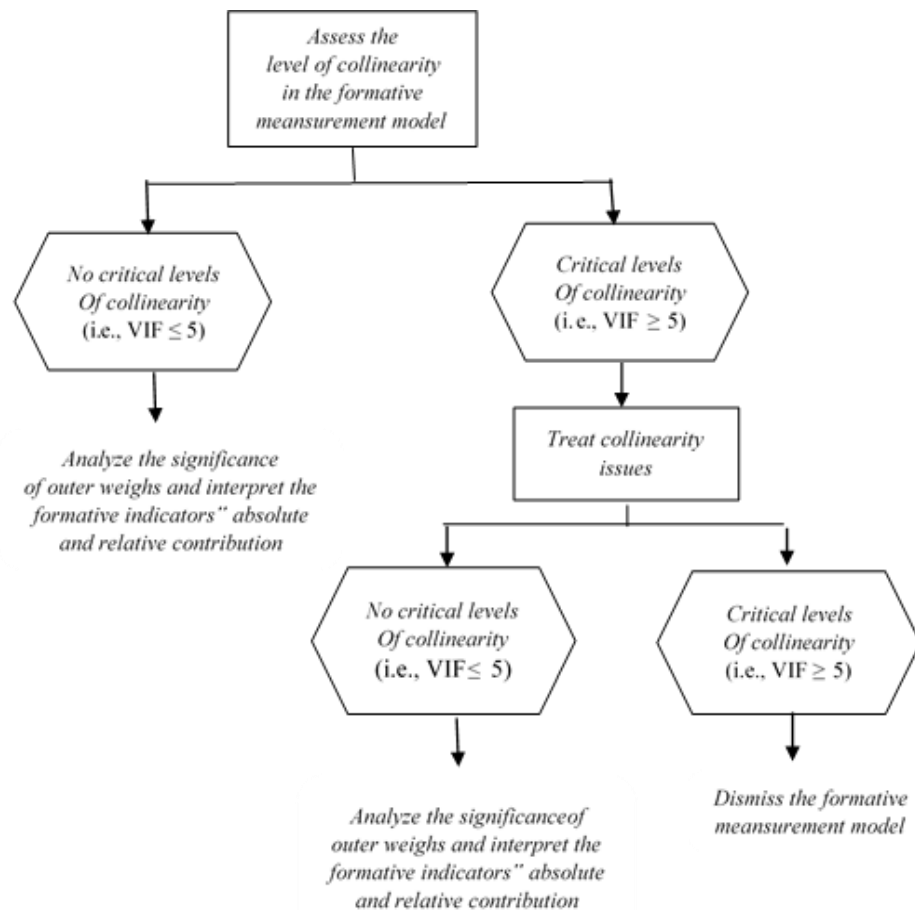 Assess the
level of collinearity
in the formative
meansurement model
No critical levels
Of collinearity
(i.e., VIF ≤ 5)
Critical levels
Of collinearity
(i. e., VIF ≥ 5)
Analyze the significance
of outer weighs and interpret the
formative indicators” absolute
and relative contribution
Treat collinearity
issues
No critical levels
Of collinearity
(i.e., VIF ≤ 5)
Critical levels
Of collinearity
(i.e., VIF ≥ 5)
Analyze the significanceof
outer weighs and interpret the
formative indicators” absolute
and relative contribution
Dismiss the formative
meansurement model